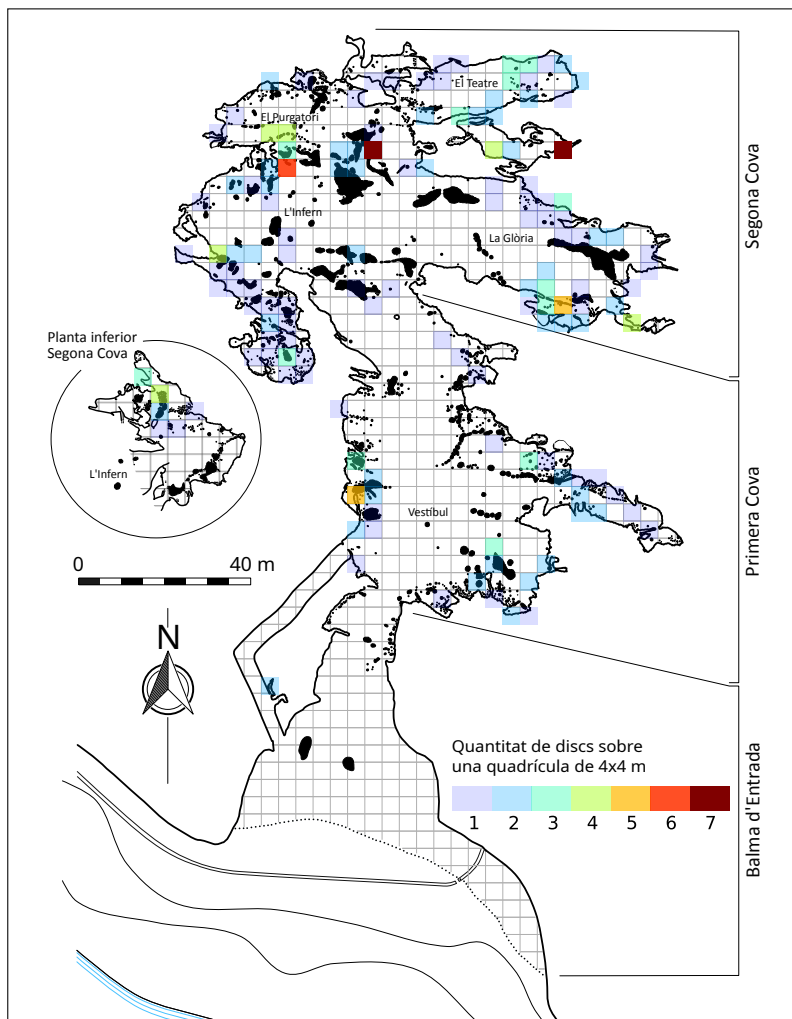 El Teatre
El Purgatori
L'Infern
La Glòria
Segona Cova
Planta inferior
Segona Cova
L'Infern
Vestíbul
Primera Cova
0 40 m
N
Balma d'Entrada
Quantitat de discs sobre
una quadrícula de 4x4 m
1 2 3 4 5 6 7